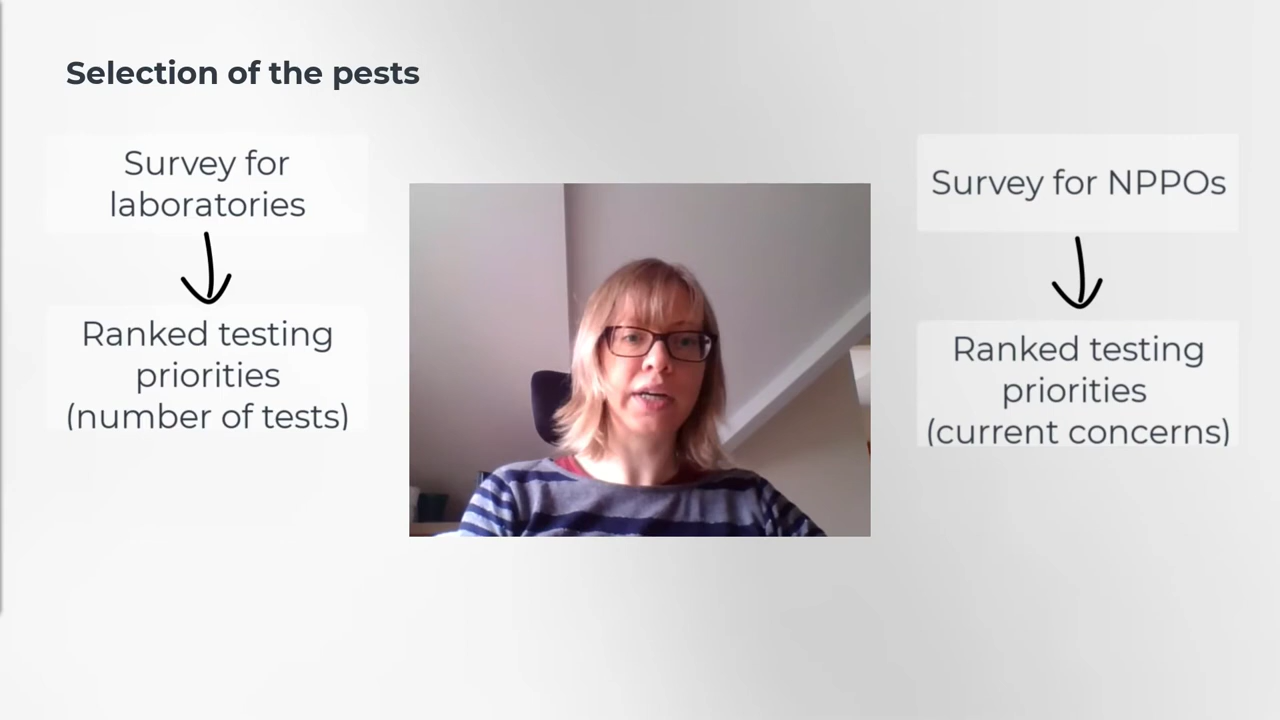 Selection of the pests
Survey for
laboratories
Ranked testing
priorities
(number of tests)
Survey for NPPOs
Ranked testing
priorities
(current concerns)